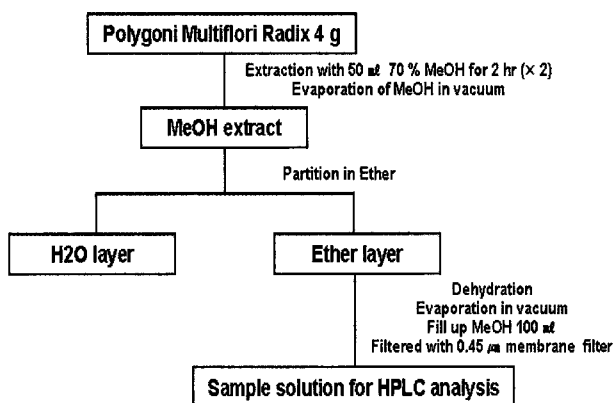 Polygoni Multiflori Radix 4 g
Extraction with 50 ㎖ 70 % MeOH for 2 hr (× 2)
Evaporation of MeOH in vacuum
MeOH extract
Partition in Ether
H2O layer
Ether layer
Dehydration
Evaporation in vacuum
Fill up MeOH 100 ㎖
Filtered with 0.45 ㎛ membrane filter
Sample solution for HPLC analysis